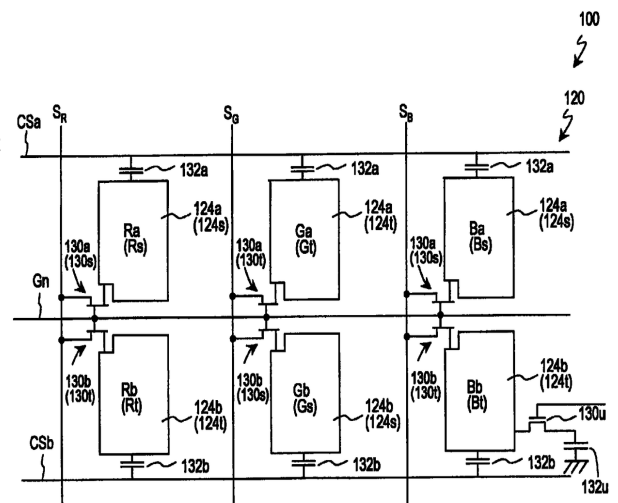 100
120
CSa
SR
SG
SB
132a
132a
132a
Ra
(Rs)
124a
(124s)
Ga
(Gt)
124a
(124t)
Ba
(Bs)
124a
(124s)
130a
(130s)
130a
(130t)
130a
(130s)
Gn
130b
(130t)
Rb
(Rt)
124b
(124t)
130b
(130s)
Gb
(Gs)
124b
(124s)
130b
(130t)
Bb
(Bt)
124b
(124t)
130u
CSb
132b
132b
132b
132u